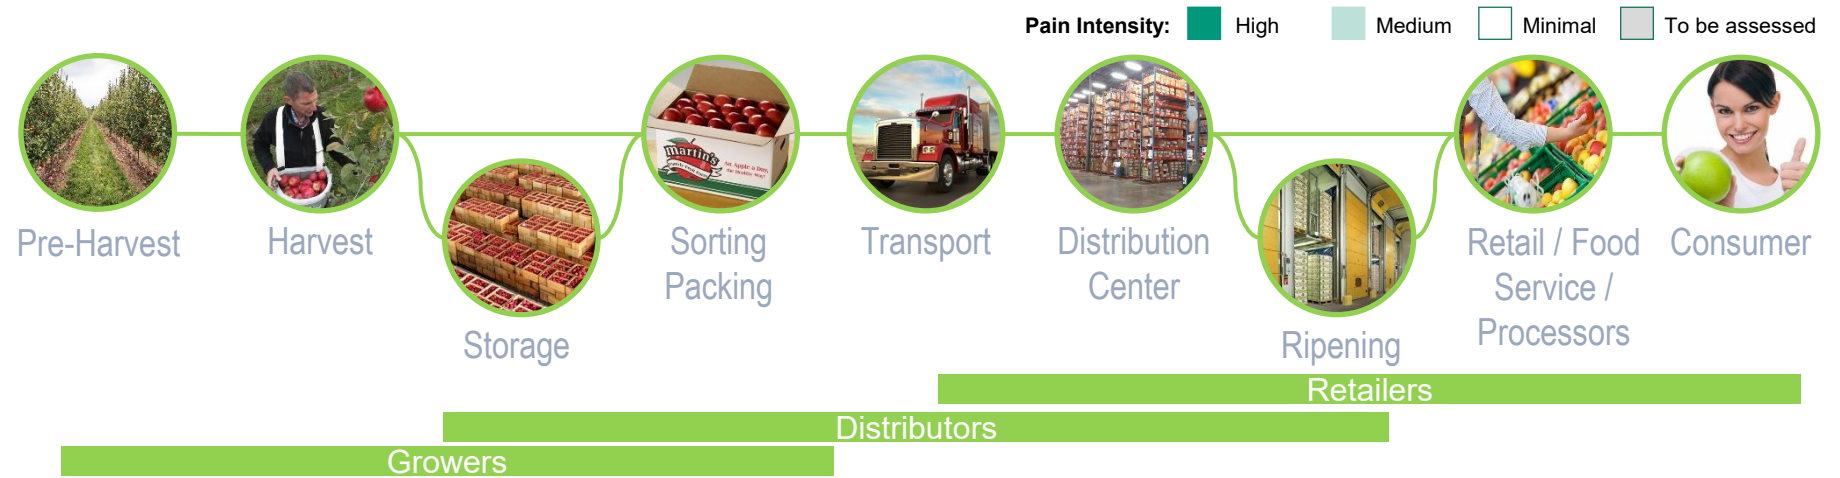 Pain Intensity: High Medium Minimal To be assessed
martin's
Pre-Harvest
Harvest
Storage
Sorting
Packing
Transport
Distribution
Center
Ripening
Retail / Food
Service /
Processors
Consumer
Retailers
Distributors
Growers